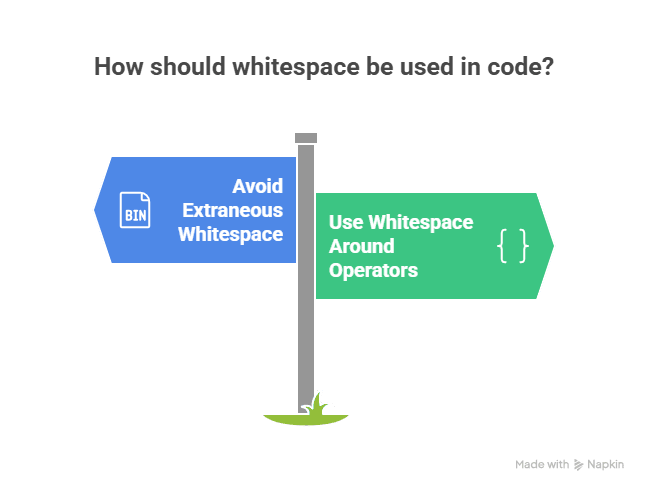 How should whitespace be used in code?
BIN
Avoid
Extraneous
Whitespace
Use Whitespace
Around
Operators
{ }
Made with Napkin